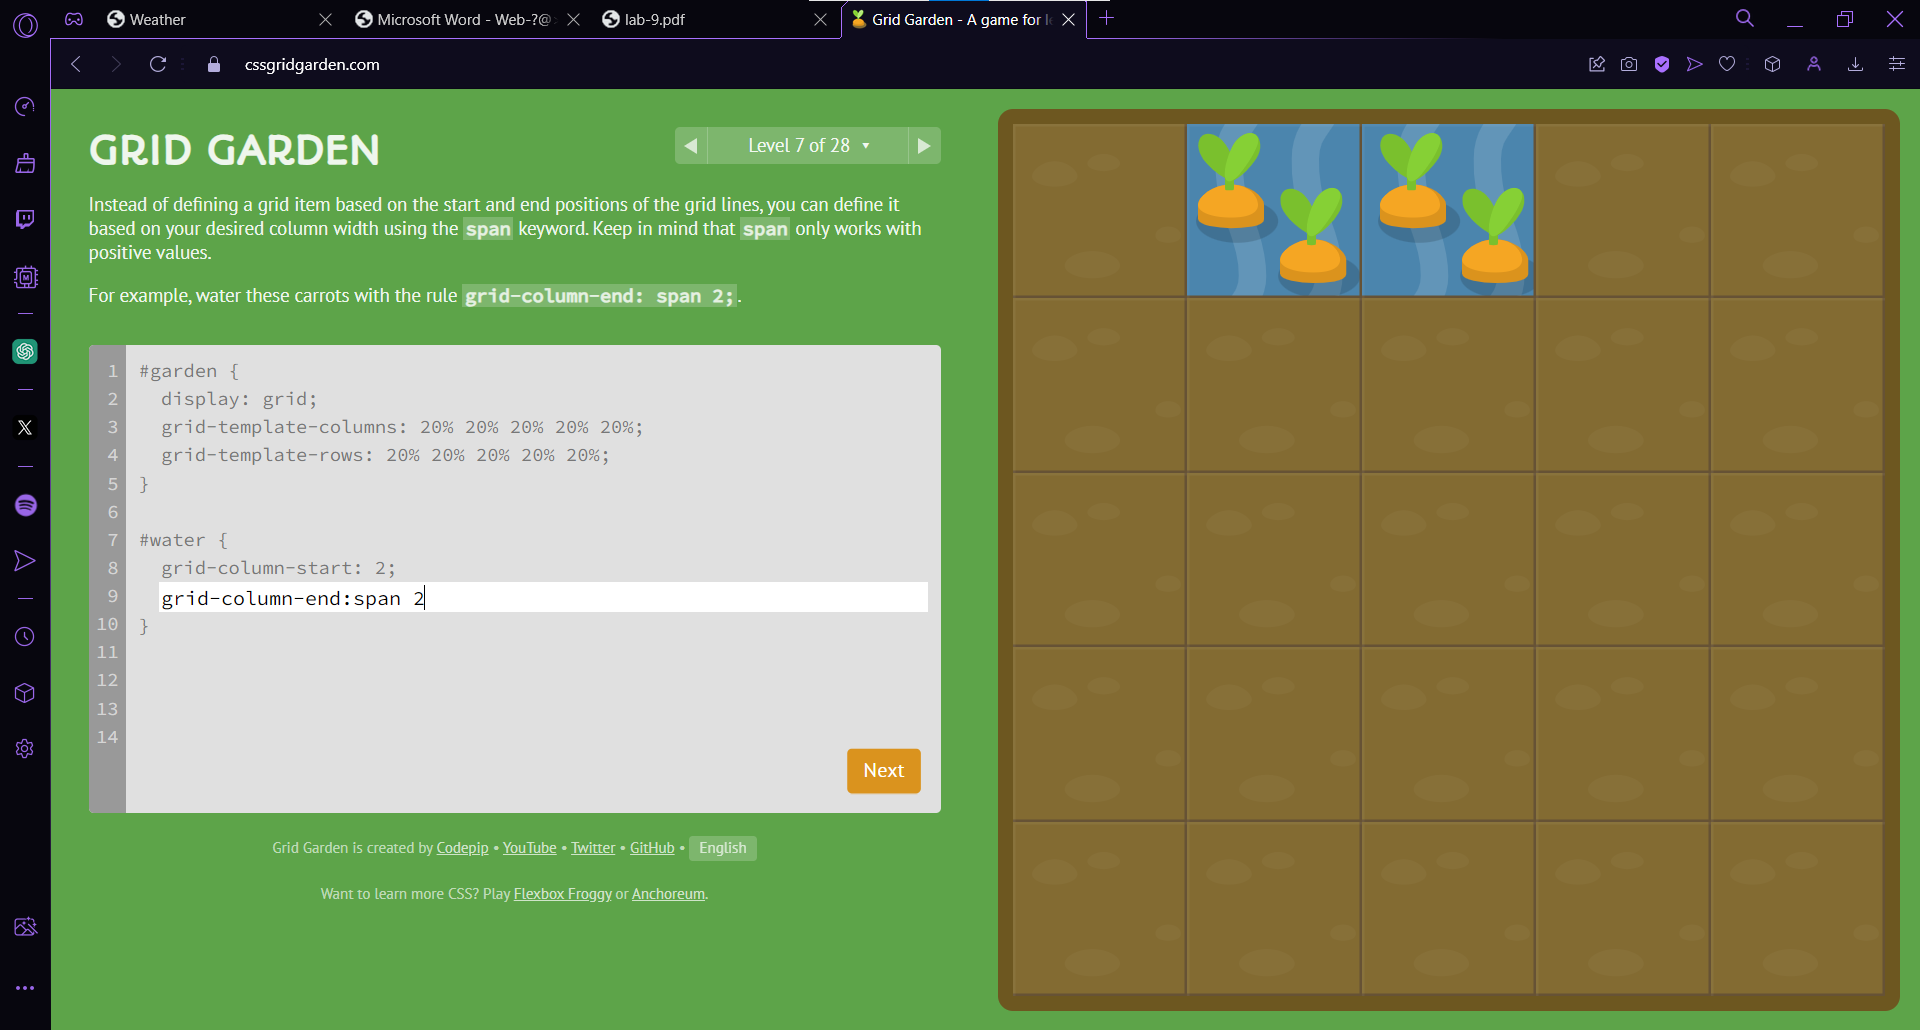 Weather
Microsoft Word - Web-?@
lab-9.pdf
Grid Garden - A game for l
cssgridgarden.com
GRID GARDEN
Level 7 of 28
Instead of defining a grid item based on the start and end positions of the grid lines, you can define it
based on your desired column width using the span keyword. Keep in mind that span only works with
positive values.
For example, water these carrots with the rule grid-column-end: span 2;.
1 #garden {
2 display: grid;
3 grid-template-columns: 20% 20% 20% 20% 20%;
4 grid-template-rows: 20% 20% 20% 20% 20%;
5 }
6
7 #water {
8 grid-column-start: 2;
9 grid-column-end:span 2
10 }
11
12
13
14
Next
Grid Garden is created by Codepip • YouTube • Twitter • GitHub • English
Want to learn more CSS? Play Flexbox Froggy or Anchoreum.